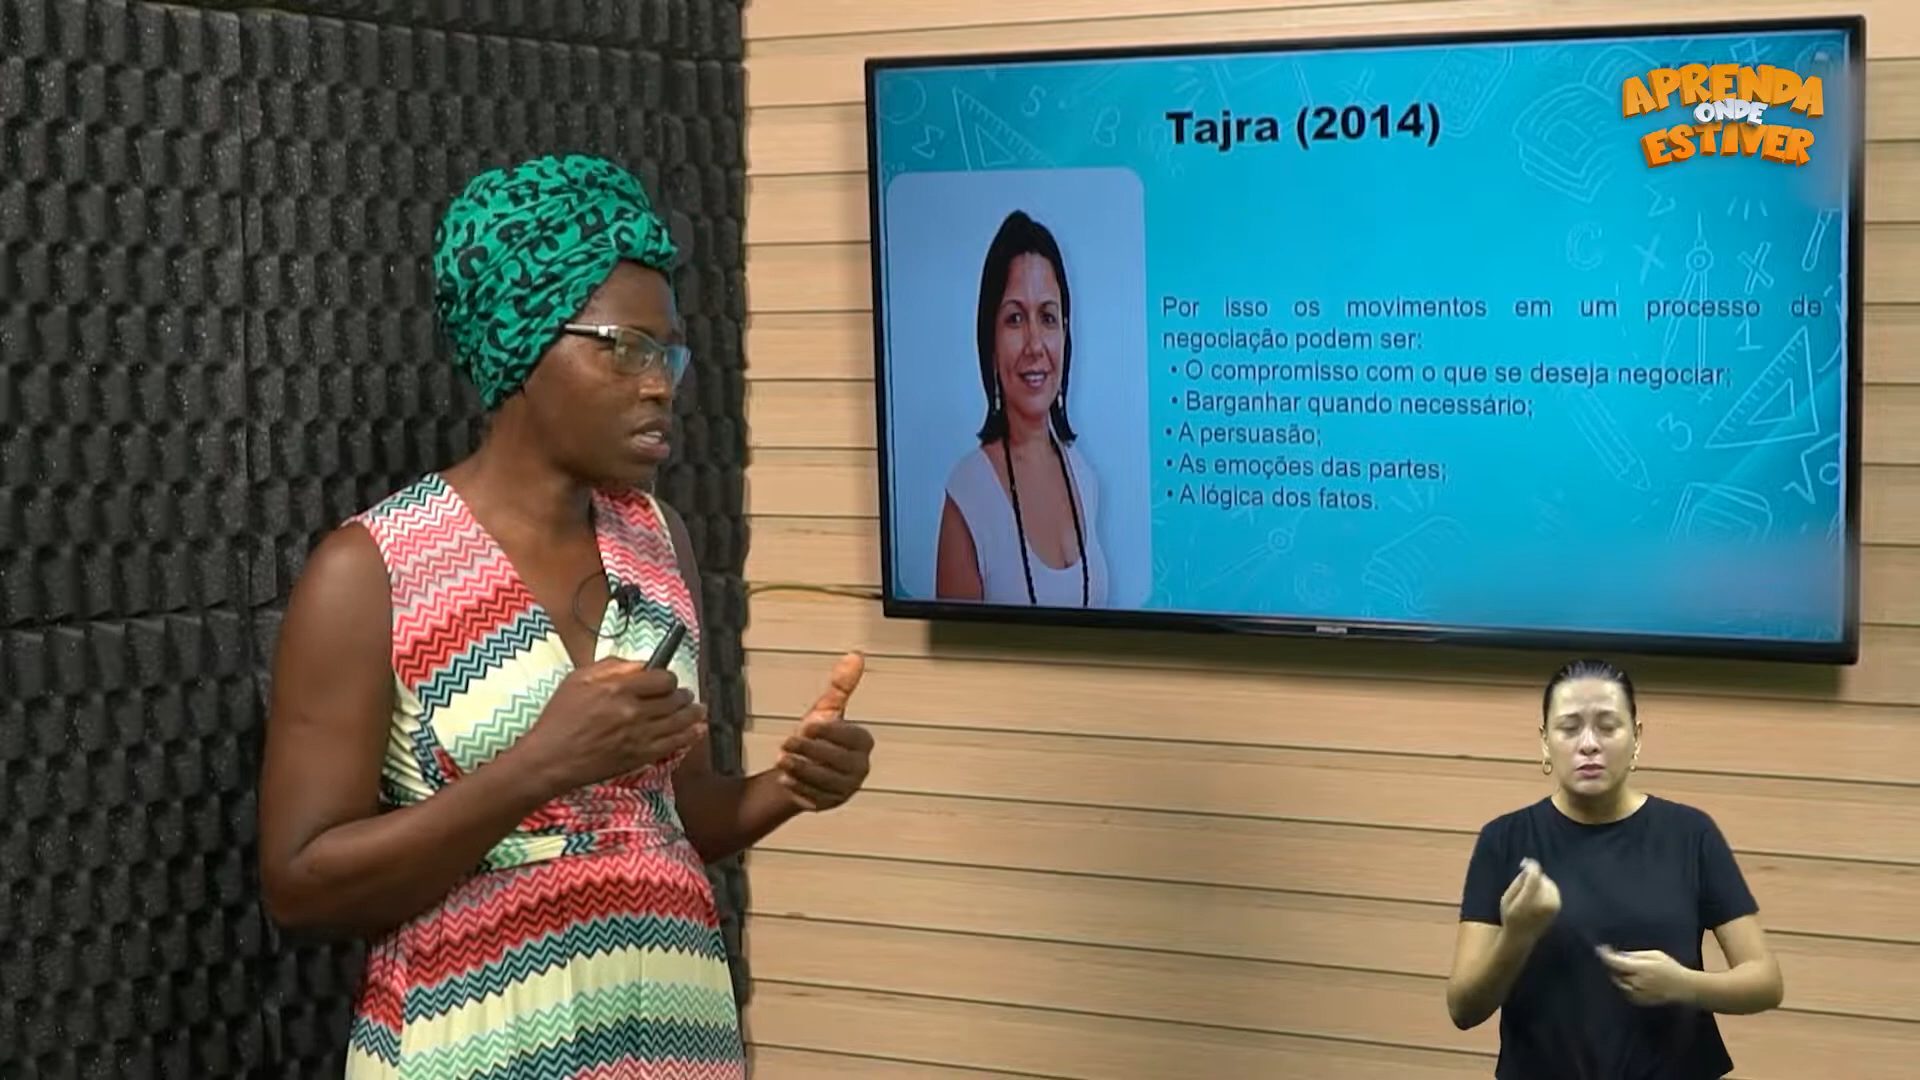 Tajra (2014)
APRENDA
ONDE
ESTIVER
Por isso os movimentos em um processo de
negociação podem ser:
• O compromisso com o que se deseja negociar;
• Barganhar quando necessário;
• A persuasão;
• As emoções das partes;
• A lógica dos fatos.